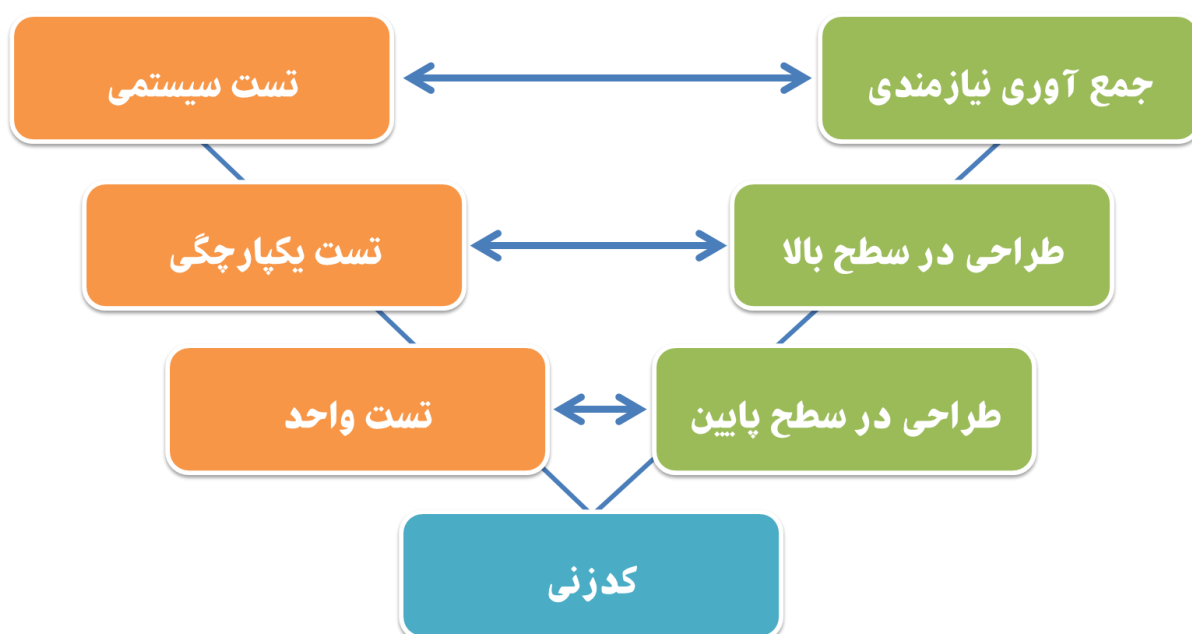 جمع آوری نیازمندی
تست سیستمی
طراحی در سطح بالا
تست یکپارچگی
طراحی در سطح پایین
تست واحد
کدزنی